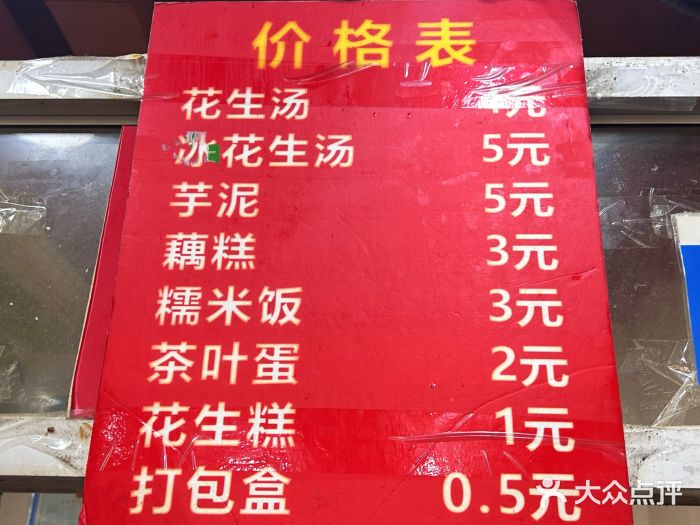 价格表
花生汤 4元
冰花生汤 5元
芋泥 5元
藕糕 3元
糯米饭 3元
茶叶蛋 2元
花生糕 1元
打包盒 0.5元
大众点评